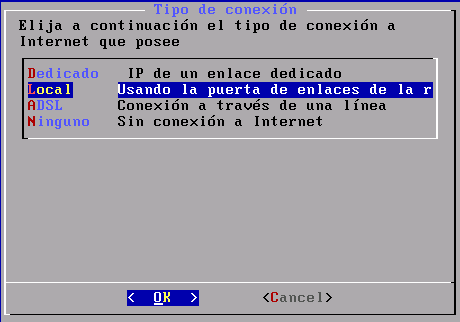 Tipo de conexión
Elija a continuación el tipo de conexión a
Internet que posee
Dedicado IP de un enlace dedicado
Local Usando la puerta de enlaces de la r
ADSL Conexión a través de una línea
Ninguno Sin conexión a Internet
< OK > <Cancel>